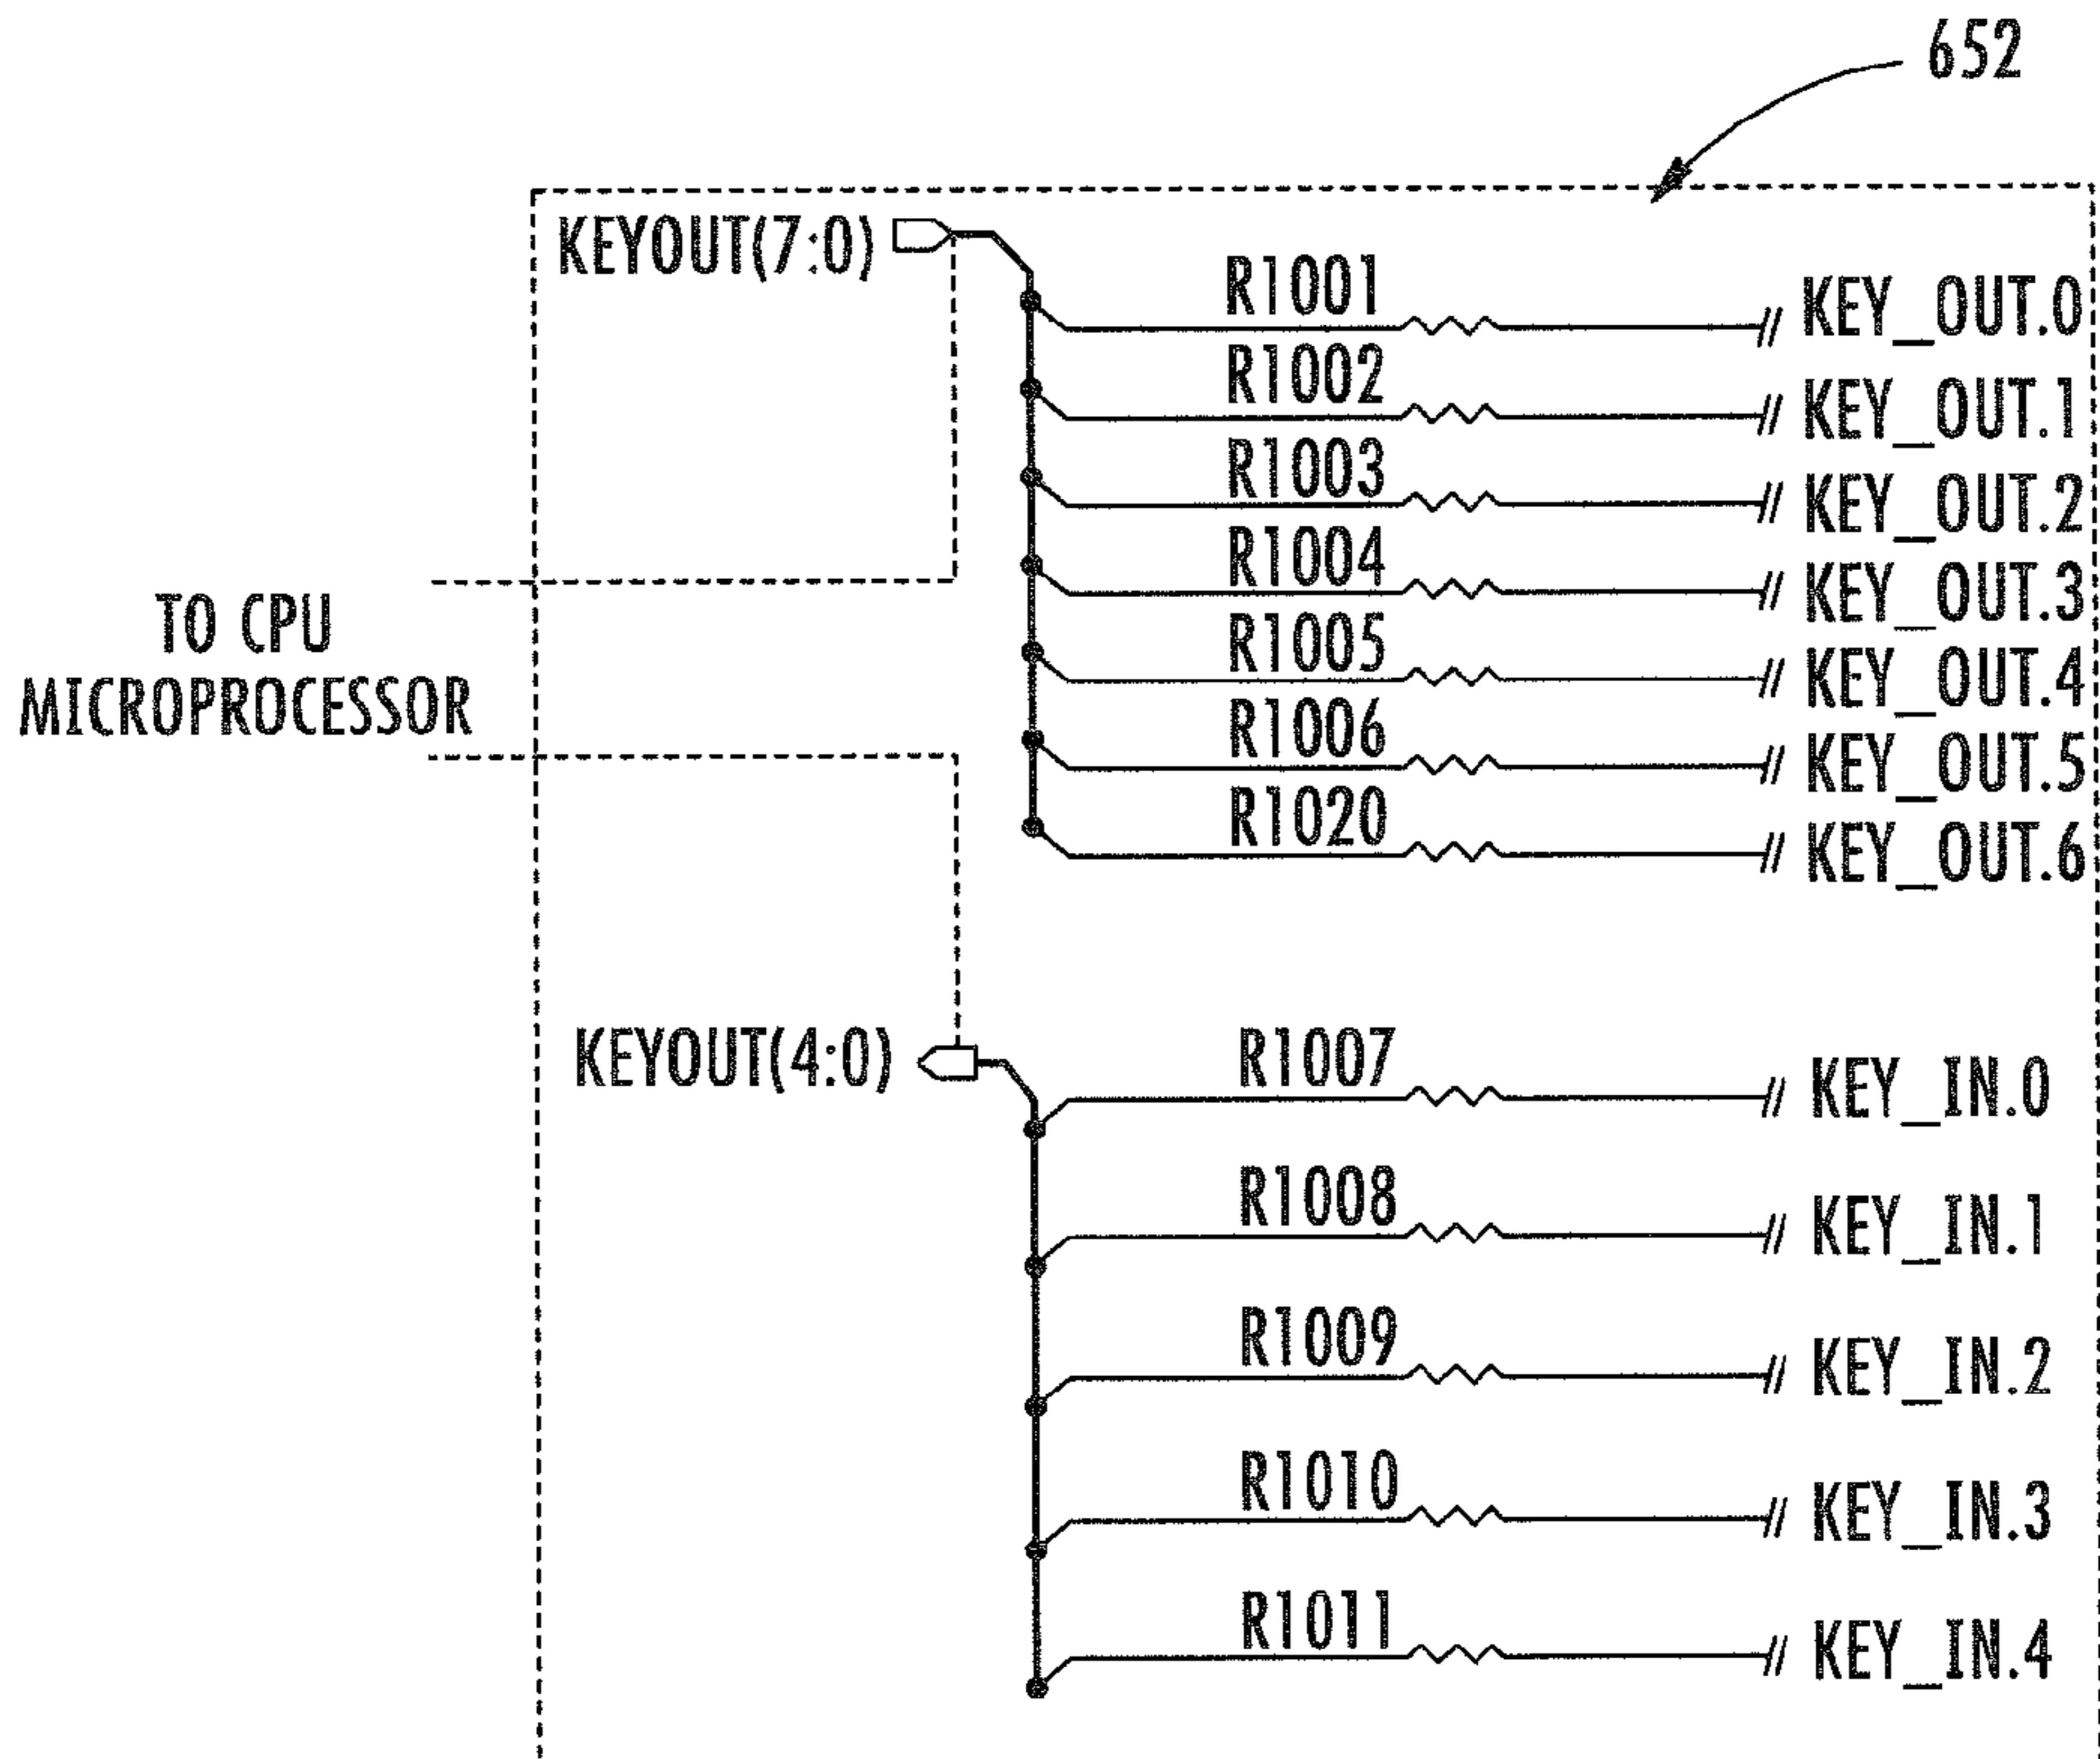 652
KEYOUT(7:0)
R1001 KEY_OUT.0
R1002 KEY_OUT.1
R1003 KEY_OUT.2
R1004 KEY_OUT.3
R1005 KEY_OUT.4
R1006 KEY_OUT.5
R1020 KEY_OUT.6
TO CPU
MICROPROCESSOR
KEYOUT(4:0)
R1007 KEY_IN.0
R1008 KEY_IN.1
R1009 KEY_IN.2
R1010 KEY_IN.3
R1011 KEY_IN.4